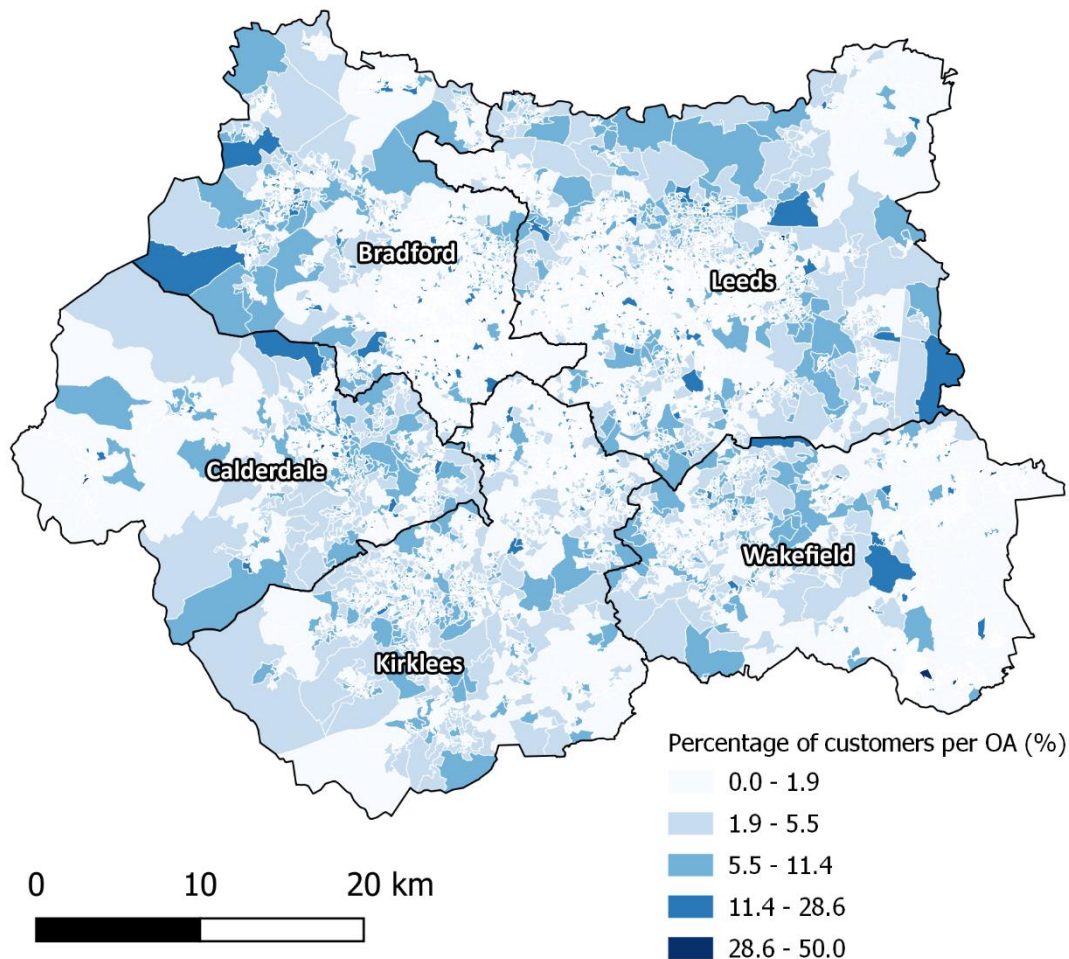 Bradford
Leeds
Calderdale
Wakefield
Kirklees
Percentage of customers per OA (%)
0.0 - 1.9
1.9 - 5.5
5.5 - 11.4
11.4 - 28.6
28.6 - 50.0
0 10 20 km